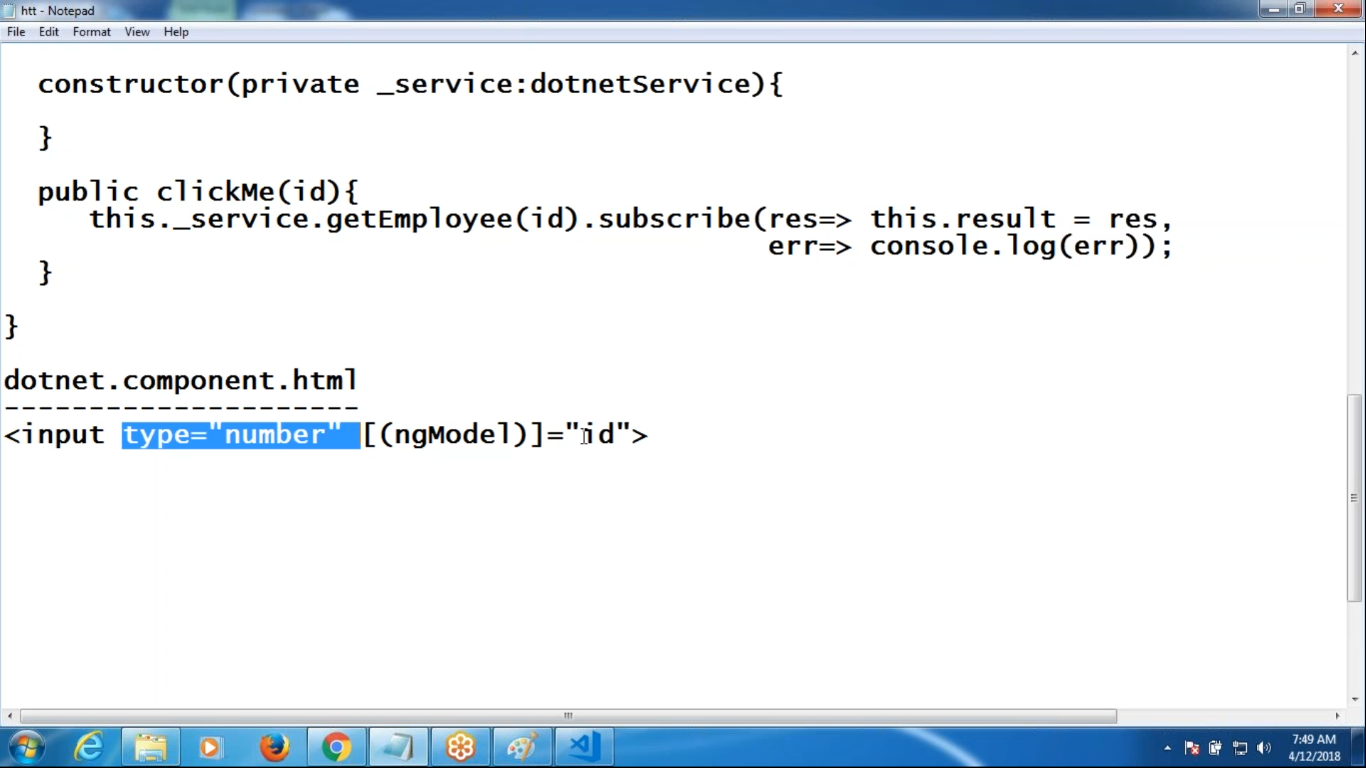 htt - Notepad
File Edit Format View Help
constructor(private _service:dotnetService){
}
public clickMe(id){
this._service.getEmployee(id).subscribe(res=> this.result = res,
err=> console.log(err));
}
}
dotnet.component.html
---------------------
<input type="number" [(ngModel)]="id">
7:49 AM
4/12/2018